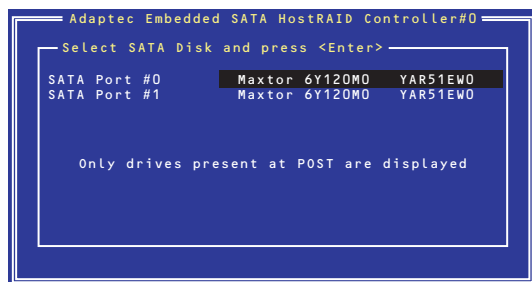 Adaptec Embedded SATA HostRAID Controller#0
Select SATA Disk and press <Enter>
SATA Port #0 Maxtor 6Y120M0 YAR51EW0
SATA Port #1 Maxtor 6Y120M0 YAR51EW0
Only drives present at POST are displayed